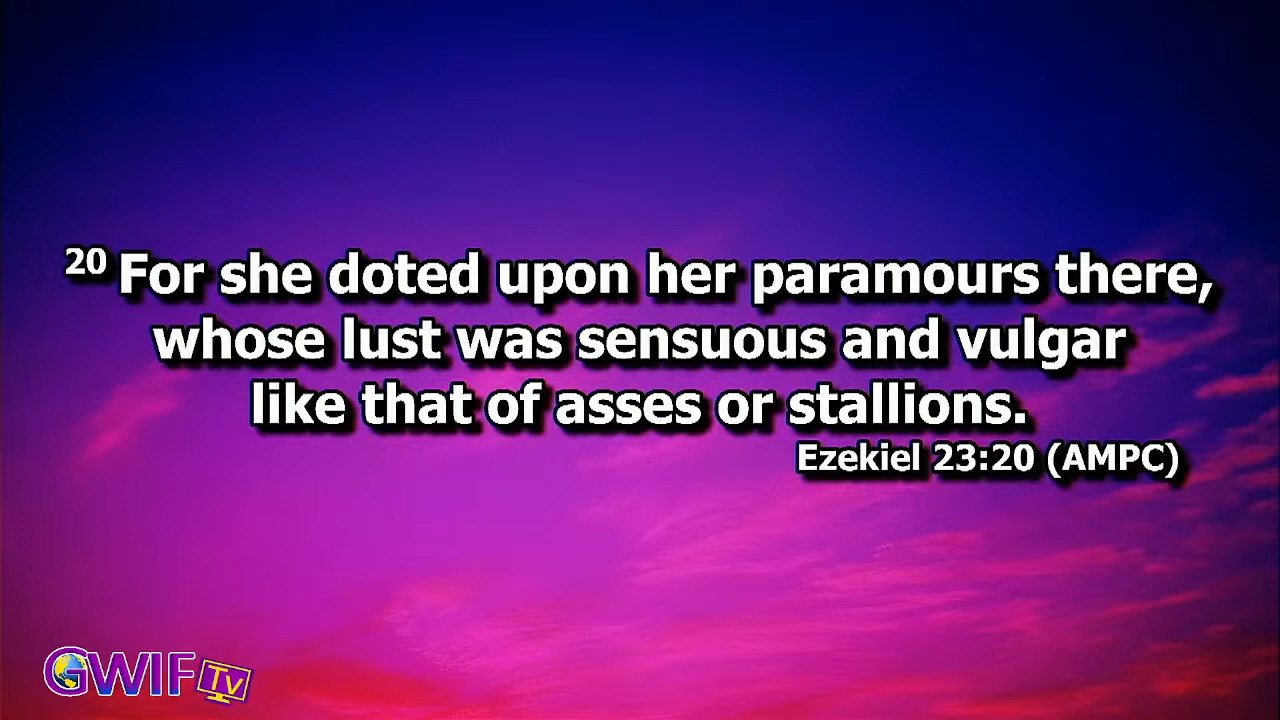 20 For she doted upon her paramours there,
whose lust was sensuous and vulgar
like that of asses or stallions.
Ezekiel 23:20 (AMPC)
GWIF TV